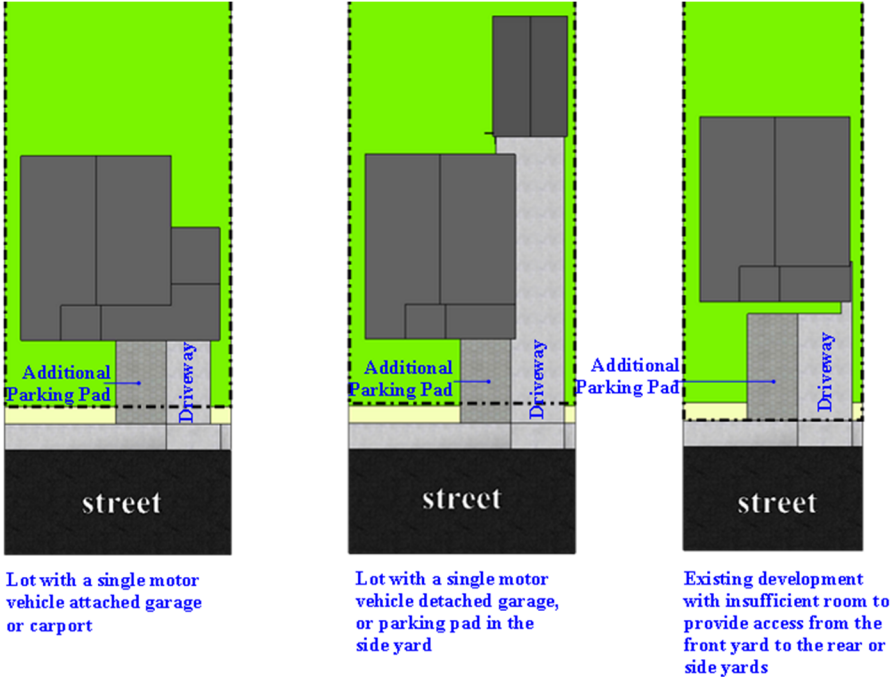 Additional
Parking Pad
Driveway
street
Lot with a single motor
vehicle attached garage
or carport
Additional
Parking Pad
Driveway
street
Lot with a single motor
vehicle detached garage,
or parking pad in the
side yard
Additional
Parking Pad
Driveway
street
Existing development
with insufficient room to
provide access from the
front yard to the rear or
side yards